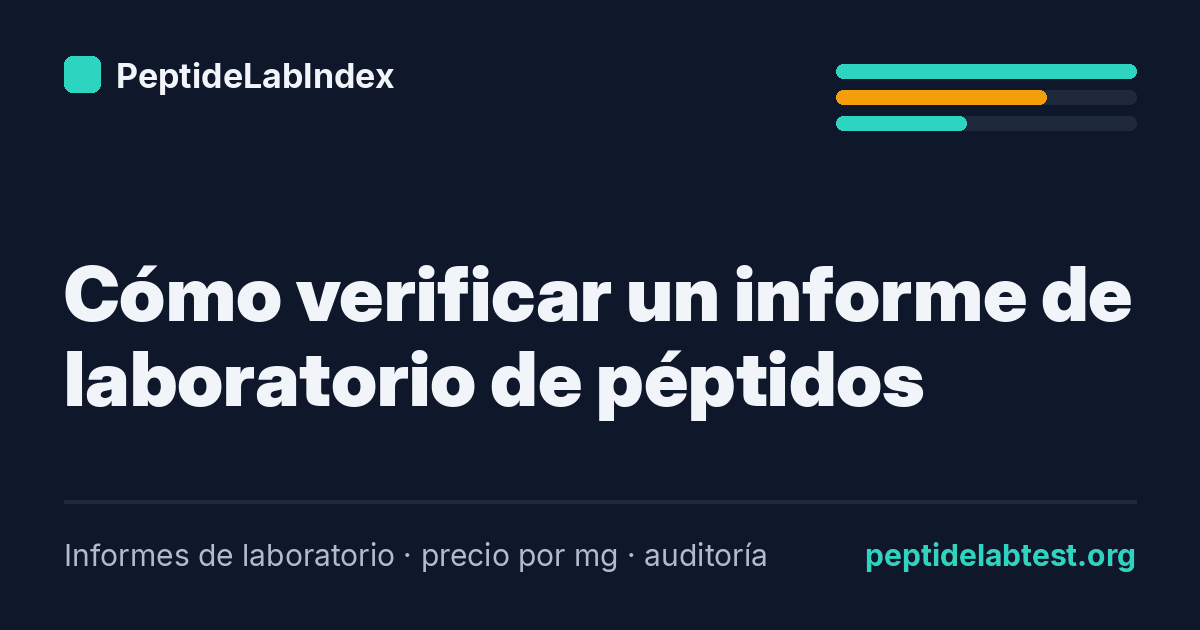 PeptideLabIndex
Cómo verificar un informe de
laboratorio de péptidos
Informes de laboratorio · precio por mg · auditoría
peptidelabtest.org